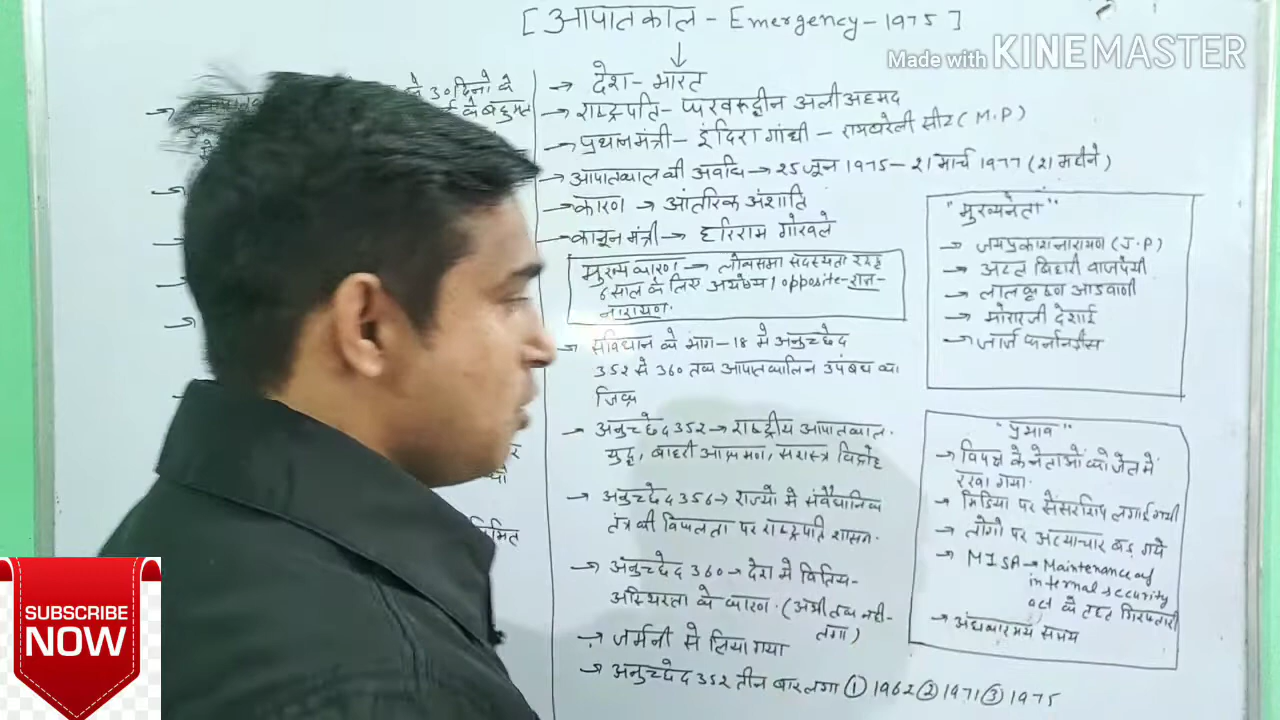 [ आपातकाल - Emergency - 1975 ]
Made with KINEMASTER
→ देश - भारत
→ राष्ट्रपति - फखरुद्दीन अली अहमद
→ प्रधानमंत्री - इंदिरा गांधी - रायबरेली सीट (M.P)
→ आपातकाल की अवधि → 25 जून 1975 - 21 मार्च 1977 (21 महीने)
→ कारण → आंतरिक अंशाति
→ कानून मंत्री → हरिराम गोखले
मुख्य कारण → लोकसभा सदस्यता रद्द
6 साल के लिए अयोग्य / opposite - राज
नारायण.
→ संविधान के भाग - 18 मे अनुच्छेद
352 से 360 तक आपातकालिन उपबंध का
जिक्र
→ अनुच्छेद 352 → राष्ट्रीय आपातकाल.
युद्ध, बाहरी आक्रमण, सशस्त्र विद्रोह
→ अनुच्छेद 356 → राज्यो मे संवैधानिक
तंत्र की विफलता पर राष्ट्रपति शासन.
→ अनुच्छेद 360 → देश मे वितिय-
अस्थिरता के कारण. (अभी तक नही-
लगा)
→ जर्मनी से लिया गया
→ अनुच्छेद 352 तीन बार लगा ① 1962 ② 1971 ③ 1975
"मुख्यनेता"
→ जयप्रकाश नारायण (J.P)
→ अटल बिहारी वाजपेयी
→ लाल कृष्ण आडवाणी
→ मोरारजी देशाई
→ जार्ज फर्नानडीस
"प्रभाव"
→ विपक्ष के नेताओं को जेल में
रखा गया.
→ मिडिया पर सेंसरशिप लगाई गयी
→ लोगो पर अत्याचार बढ़ गये
→ MISA → Maintenance of
internal security
act के तहत गिरफ्तारी
→ अंधकारमय समय
के 30 दिनो के
के बहुमत
SUBSCRIBE
NOW